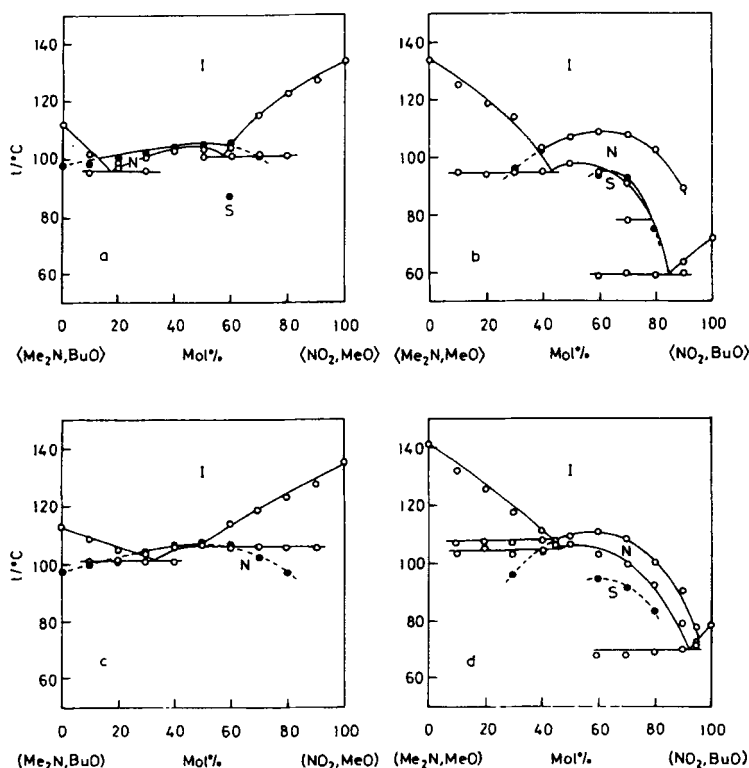 140
120
100
80
60
t/°C
I
N
S
a
0 20 40 60 80 100
⟨Me₂N,BuO⟩ Mol% ⟨NO₂,MeO⟩
140
120
100
80
60
I
N
S
b
0 20 40 60 80 100
⟨Me₂N,MeO⟩ Mol% ⟨NO₂,BuO⟩
140
120
100
80
60
t/°C
I
N
c
0 20 40 60 80 100
(Me₂N,BuO) Mol% (NO₂,MeO)
140
120
100
80
60
I
N
S
d
0 20 40 60 80 100
(Me₂N,MeO) Mol% (NO₂,BuO)